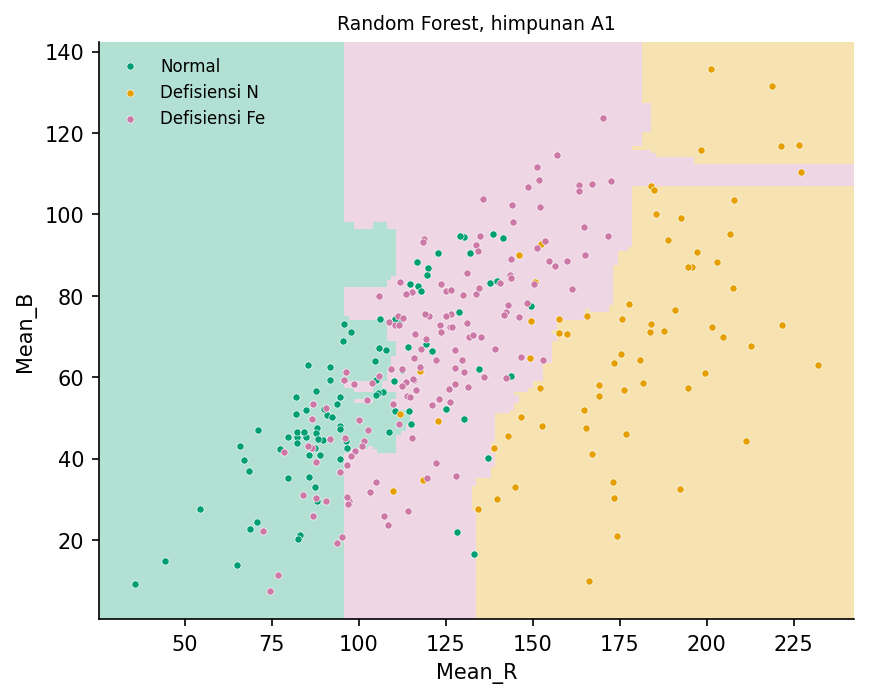 Random Forest, himpunan A1
Normal
Defisiensi N
Defisiensi Fe
140
120
100
80
60
40
20
Mean_B
50 75 100 125 150 175 200 225
Mean_R